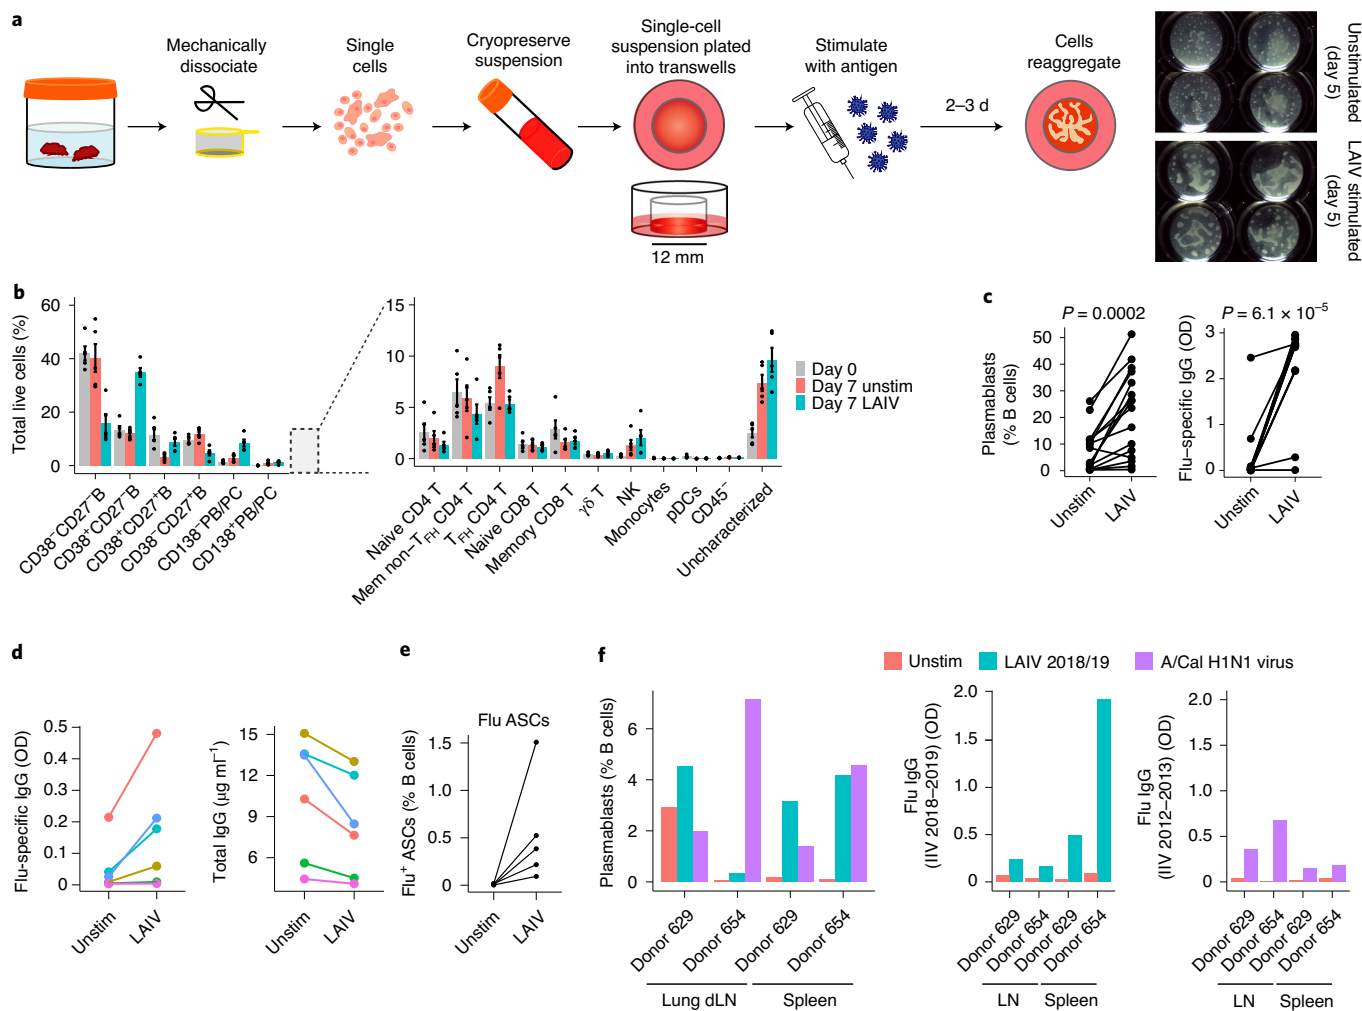 a
Mechanically
dissociate
Single
cells
Cryopreserve
suspension
Single-cell
suspension plated
into transwells
12 mm
Stimulate
with antigen
2–3 d
Cells
reaggregate
Unstimulated
(day 5)
LAIV stimulated
(day 5)
b
Total live cells (%)
60
40
20
0
CD38⁻CD27⁻B
CD38⁺CD27⁻B
CD38⁺CD27⁺B
CD38⁻CD27⁺B
CD138⁻PB/PC
CD138⁺PB/PC
15
10
5
0
Naive CD4 T
Mem non–T_FH CD4 T
T_FH CD4 T
Naive CD8 T
Memory CD8 T
γδ T
NK
Monocytes
pDCs
CD45⁻
Uncharacterized
Day 0
Day 7 unstim
Day 7 LAIV
c
P = 0.0002
Plasmablasts
(% B cells)
50
40
30
20
10
0
Unstim
LAIV
P = 6.1 × 10⁻⁵
Flu–specific IgG (OD)
3
2
1
0
Unstim
LAIV
d
Flu-specific IgG (OD)
0.5
0.4
0.3
0.2
0.1
0
Unstim
LAIV
Total IgG (µg ml⁻¹)
15
12
9
6
Unstim
LAIV
e
Flu ASCs
Flu⁺ ASCs (% B cells)
1.5
1.0
0.5
0
Unstim
LAIV
f
Unstim
LAIV 2018/19
A/Cal H1N1 virus
Plasmablasts (% B cells)
6
4
2
0
Donor 629
Donor 654
Donor 629
Donor 654
Lung dLN
Spleen
Flu IgG
(IIV 2018–2019) (OD)
2.0
1.5
1.0
0.5
0
Donor 629
Donor 654
Donor 629
Donor 654
LN
Spleen
Flu IgG
(IIV 2012–2013) (OD)
2.0
1.5
1.0
0.5
0
Donor 629
Donor 654
Donor 629
Donor 654
LN
Spleen